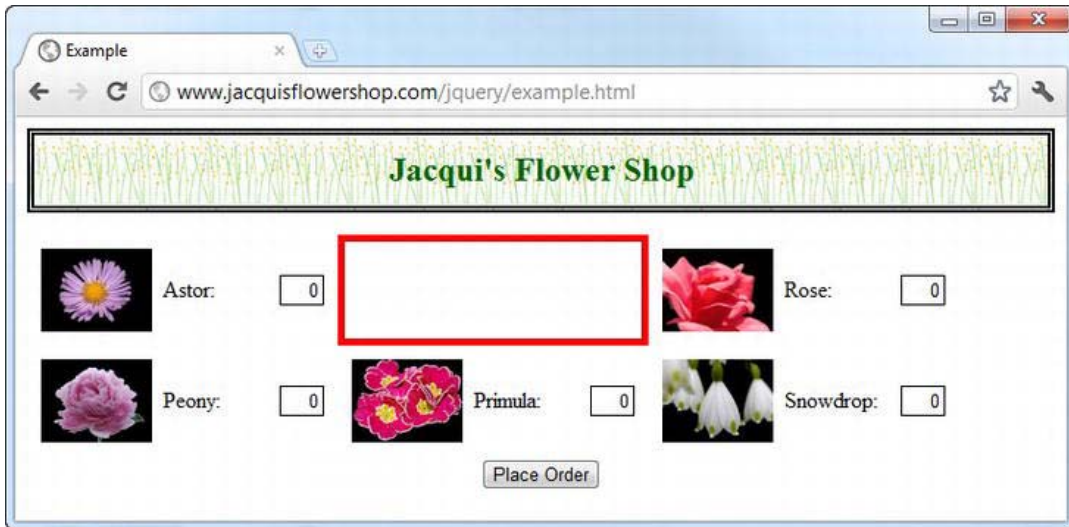 Example
www.jacquisflowershop.com/jquery/example.html
Jacqui's Flower Shop
Astor: 0
Rose: 0
Peony: 0
Primula: 0
Snowdrop: 0
Place Order